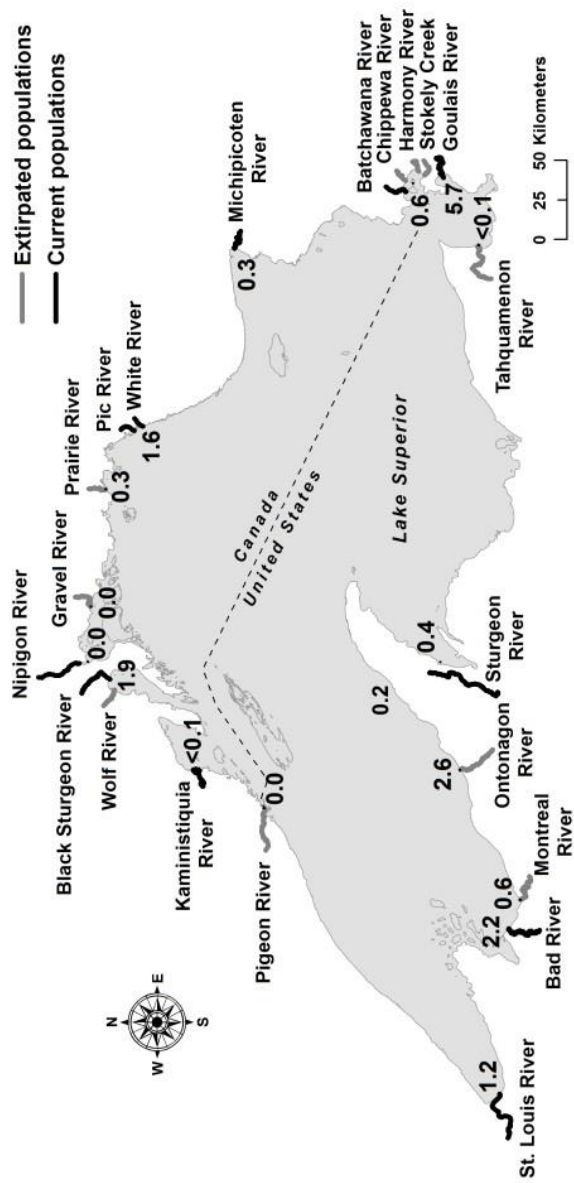 Extirpated populations
Current populations
N
W
E
S
Nipigon River
Gravel River
Prairie River
Pic River
White River
Black Sturgeon River
Wolf River
0.0
0.0
0.3
1.6
1.9
Michipicoten
River
0.3
Kaministiquia
River
<0.1
Pigeon River
0.0
Canada
United States
Lake Superior
Batchawana River
Chippewa River
Harmony River
Stokely Creek
Goulais River
0.6
5.7
<0.1
Tahquamenon
River
0.2
0.4
Sturgeon
River
2.6
Ontonagon
River
0.6
Montreal
River
2.2
Bad River
1.2
St. Louis River
0 25 50 Kilometers